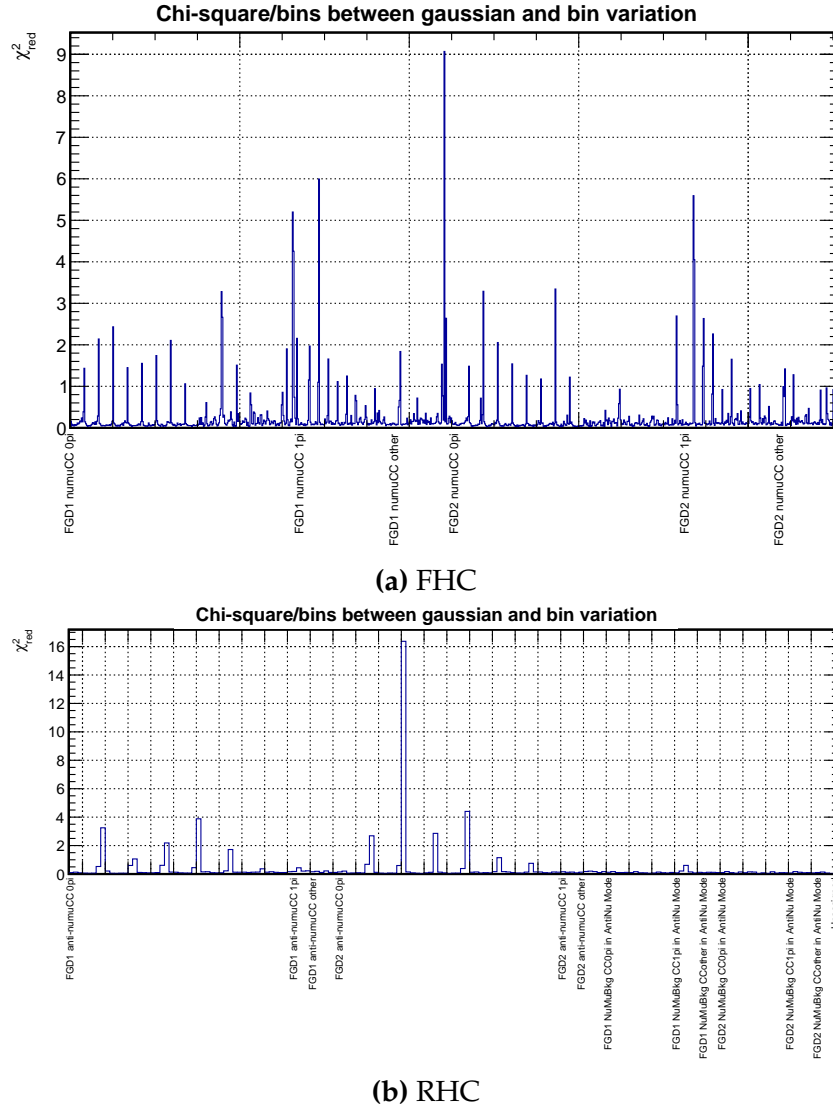 Chi-square/bins between gaussian and bin variation
χ²red
9
8
7
6
5
4
3
2
1
0
FGD1 numuCC 0pi
FGD1 numuCC 1pi
FGD1 numuCC other
FGD2 numuCC 0pi
FGD2 numuCC 1pi
FGD2 numuCC other
(a) FHC
Chi-square/bins between gaussian and bin variation
χ²red
16
14
12
10
8
6
4
2
0
FGD1 anti-numuCC 0pi
FGD1 anti-numuCC 1pi
FGD1 anti-numuCC other
FGD2 anti-numuCC 0pi
FGD2 anti-numuCC 1pi
FGD2 anti-numuCC other
FGD1 NuMuBkg CC0pi in AntiNu Mode
FGD1 NuMuBkg CC1pi in AntiNu Mode
FGD1 NuMuBkg CCother in AntiNu Mode
FGD2 NuMuBkg CC0pi in AntiNu Mode
FGD2 NuMuBkg CC1pi in AntiNu Mode
FGD2 NuMuBkg CCother in AntiNu Mode
(b) RHC